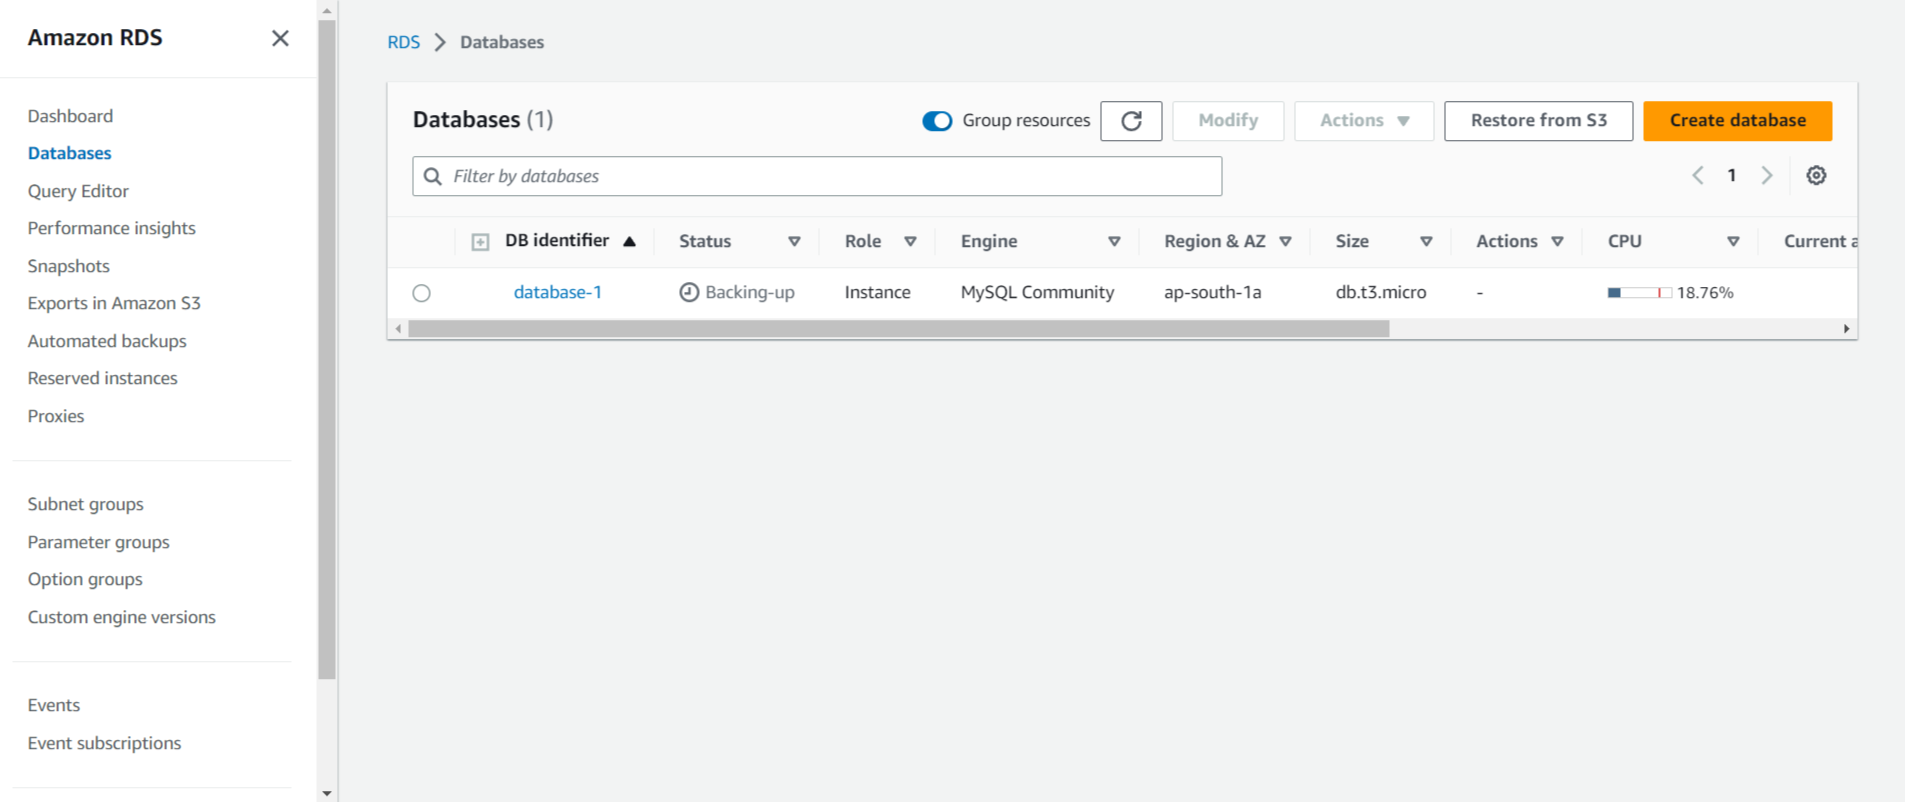 Amazon RDS
Dashboard
Databases
Query Editor
Performance insights
Snapshots
Exports in Amazon S3
Automated backups
Reserved instances
Proxies
Subnet groups
Parameter groups
Option groups
Custom engine versions
Events
Event subscriptions
RDS Databases
Databases (1) Group resources Modify Actions Restore from S3 Create database
Filter by databases 1
DB identifier Status Role Engine Region & AZ Size Actions CPU Current a
database-1 Backing-up Instance MySQL Community ap-south-1a db.t3.micro - 18.76%